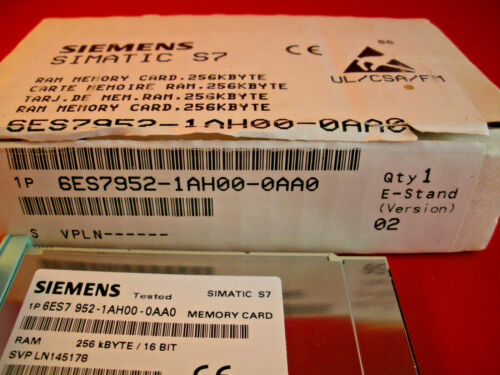 SIEMENS
SIMATIC S7
CE
86
UL/CSA/FM
RAM MEMORY CARD.256KBYTE
CARTE MEMOIRE RAM.256KBYTE
TARJ.DE MEM.RAM.256KBYTE
RAM MEMORY CARD.256KBYTE
6ES7952-1AH00-0AA0
1P 6ES7952-1AH00-0AA0
Qty 1
E-Stand
(Version)
02
S VPLN------
SIEMENS Tested SIMATIC S7
1P 6ES7 952-1AH00-0AA0 MEMORY CARD
RAM 256 kBYTE / 16 BIT
SVP LN145178
CE